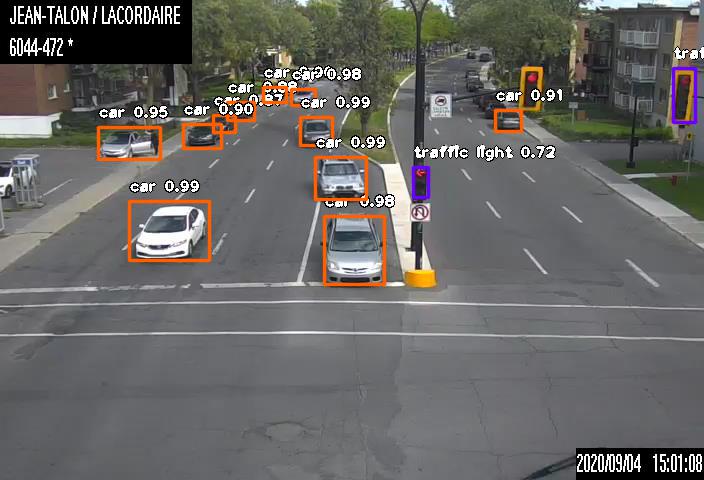 JEAN-TALON / LACORDAIRE
6044-472 *
car 0.98
car 0.99
car 0.95
car 0.90
car 0.91
car 0.99
traffic light 0.72
car 0.99
car 0.98
2020/09/04 15:01:08